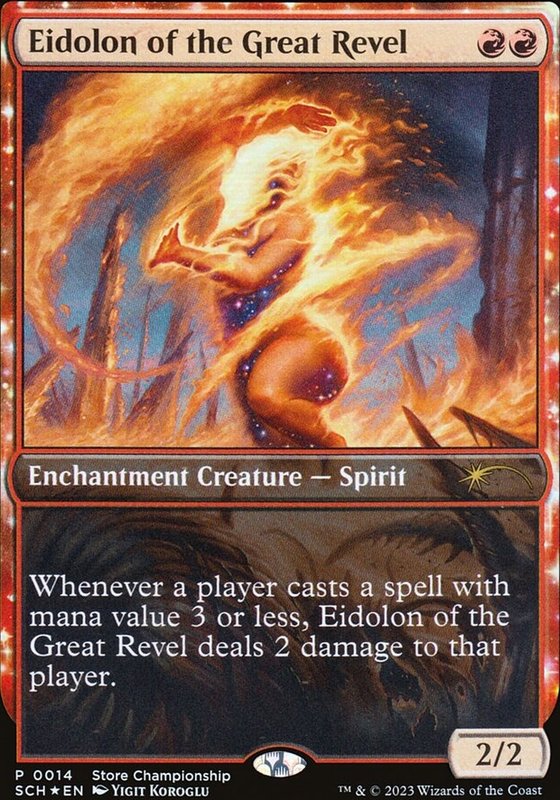 Eidolon of the Great Revel
Enchantment Creature — Spirit
Whenever a player casts a spell with
mana value 3 or less, Eidolon of the
Great Revel deals 2 damage to that
player.
2/2
P 0014 Store Championship
SCH★EN Yigit Koroglu
™ & © 2023 Wizards of the Coast